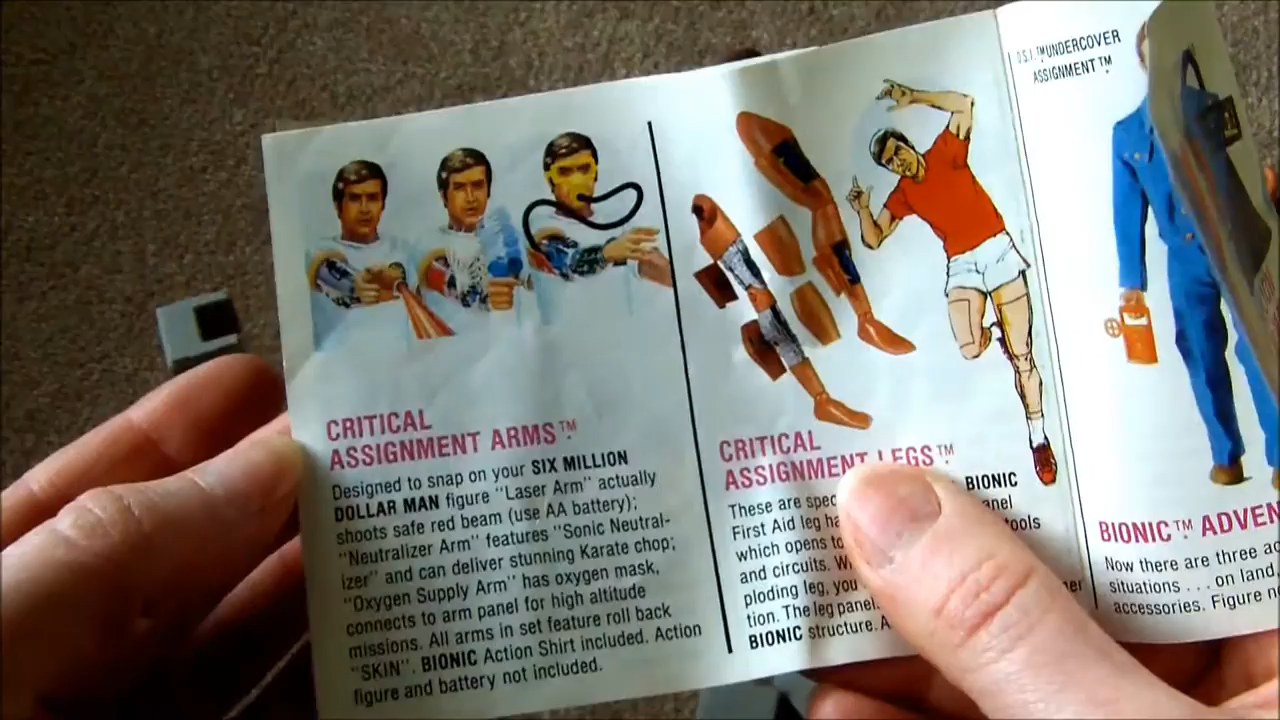 CRITICAL
ASSIGNMENT ARMS™
Designed to snap on your SIX MILLION
DOLLAR MAN figure "Laser Arm" actually
shoots safe red beam (use AA battery);
"Neutralizer Arm" features "Sonic Neutral-
izer" and can deliver stunning Karate chop;
"Oxygen Supply Arm" has oxygen mask,
connects to arm panel for high altitude
missions. All arms in set feature roll back
"SKIN". BIONIC Action Shirt included. Action
figure and battery not included.
CRITICAL
ASSIGNMENT LEGS™
These are spec BIONIC
First Aid leg ha anel
which opens to tools
and circuits. W
ploding leg, you
tion. The leg panel
BIONIC structure. A
O.S.I.™ UNDERCOVER
ASSIGNMENT™
BIONIC™ ADVEN
Now there are three ad
situations . . . on land,
accessories. Figure n